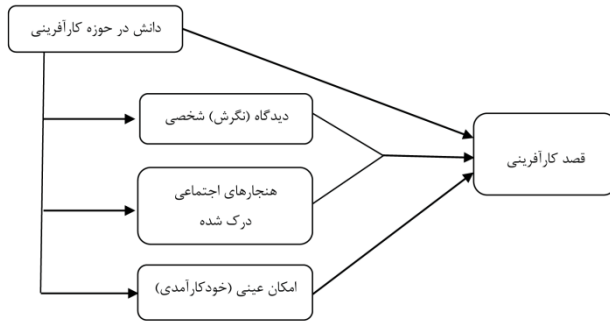 دانش در حوزه کارآفرینی
دیدگاه (نگرش) شخصی
قصد کارآفرینی
هنجارهای اجتماعی
درک شده
امکان عینی (خودکارآمدی)